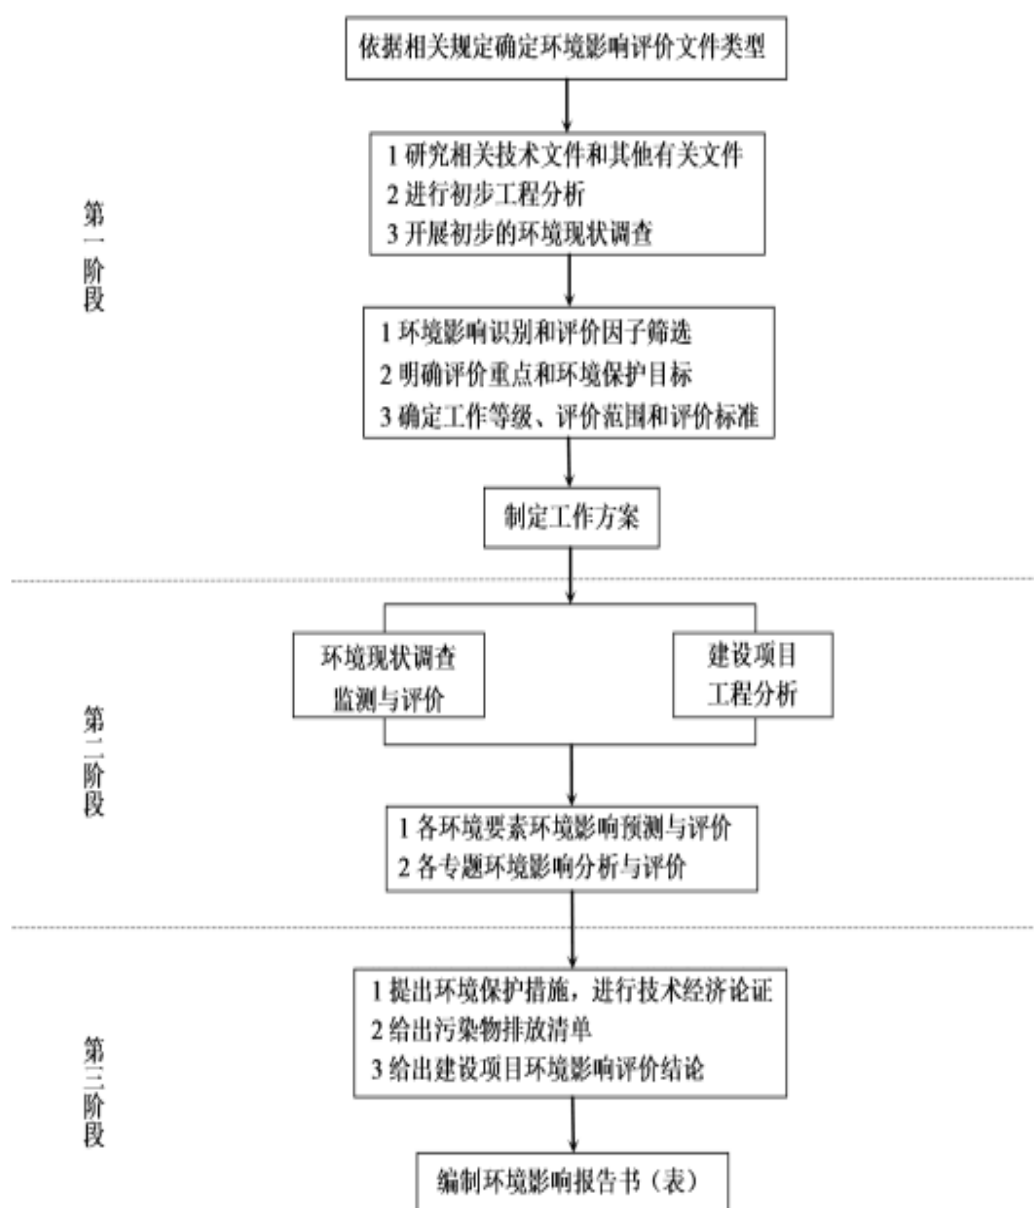 依据相关规定确定环境影响评价文件类型
1 研究相关技术文件和其他有关文件
2 进行初步工程分析
3 开展初步的环境现状调查
第一阶段
1 环境影响识别和评价因子筛选
2 明确评价重点和环境保护目标
3 确定工作等级、评价范围和评价标准
制定工作方案
环境现状调查
监测与评价
建设项目
工程分析
第二阶段
1 各环境要素环境影响预测与评价
2 各专题环境影响分析与评价
1 提出环境保护措施，进行技术经济论证
2 给出污染物排放清单
3 给出建设项目环境影响评价结论
第三阶段
编制环境影响报告书（表）